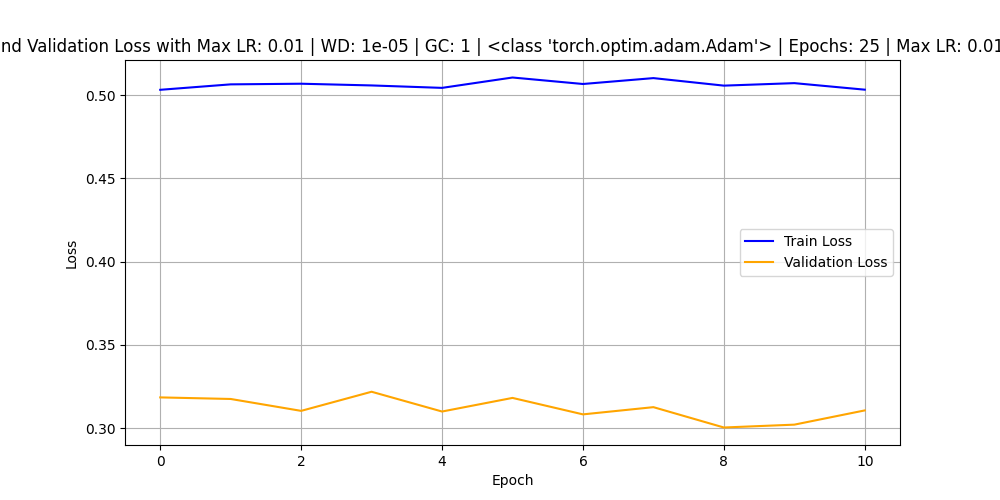 nd Validation Loss with Max LR: 0.01 | WD: 1e-05 | GC: 1 | <class 'torch.optim.adam.Adam'> | Epochs: 25 | Max LR: 0.01
0.50
0.45
0.40
0.35
0.30
Loss
Train Loss
Validation Loss
0 2 4 6 8 10
Epoch